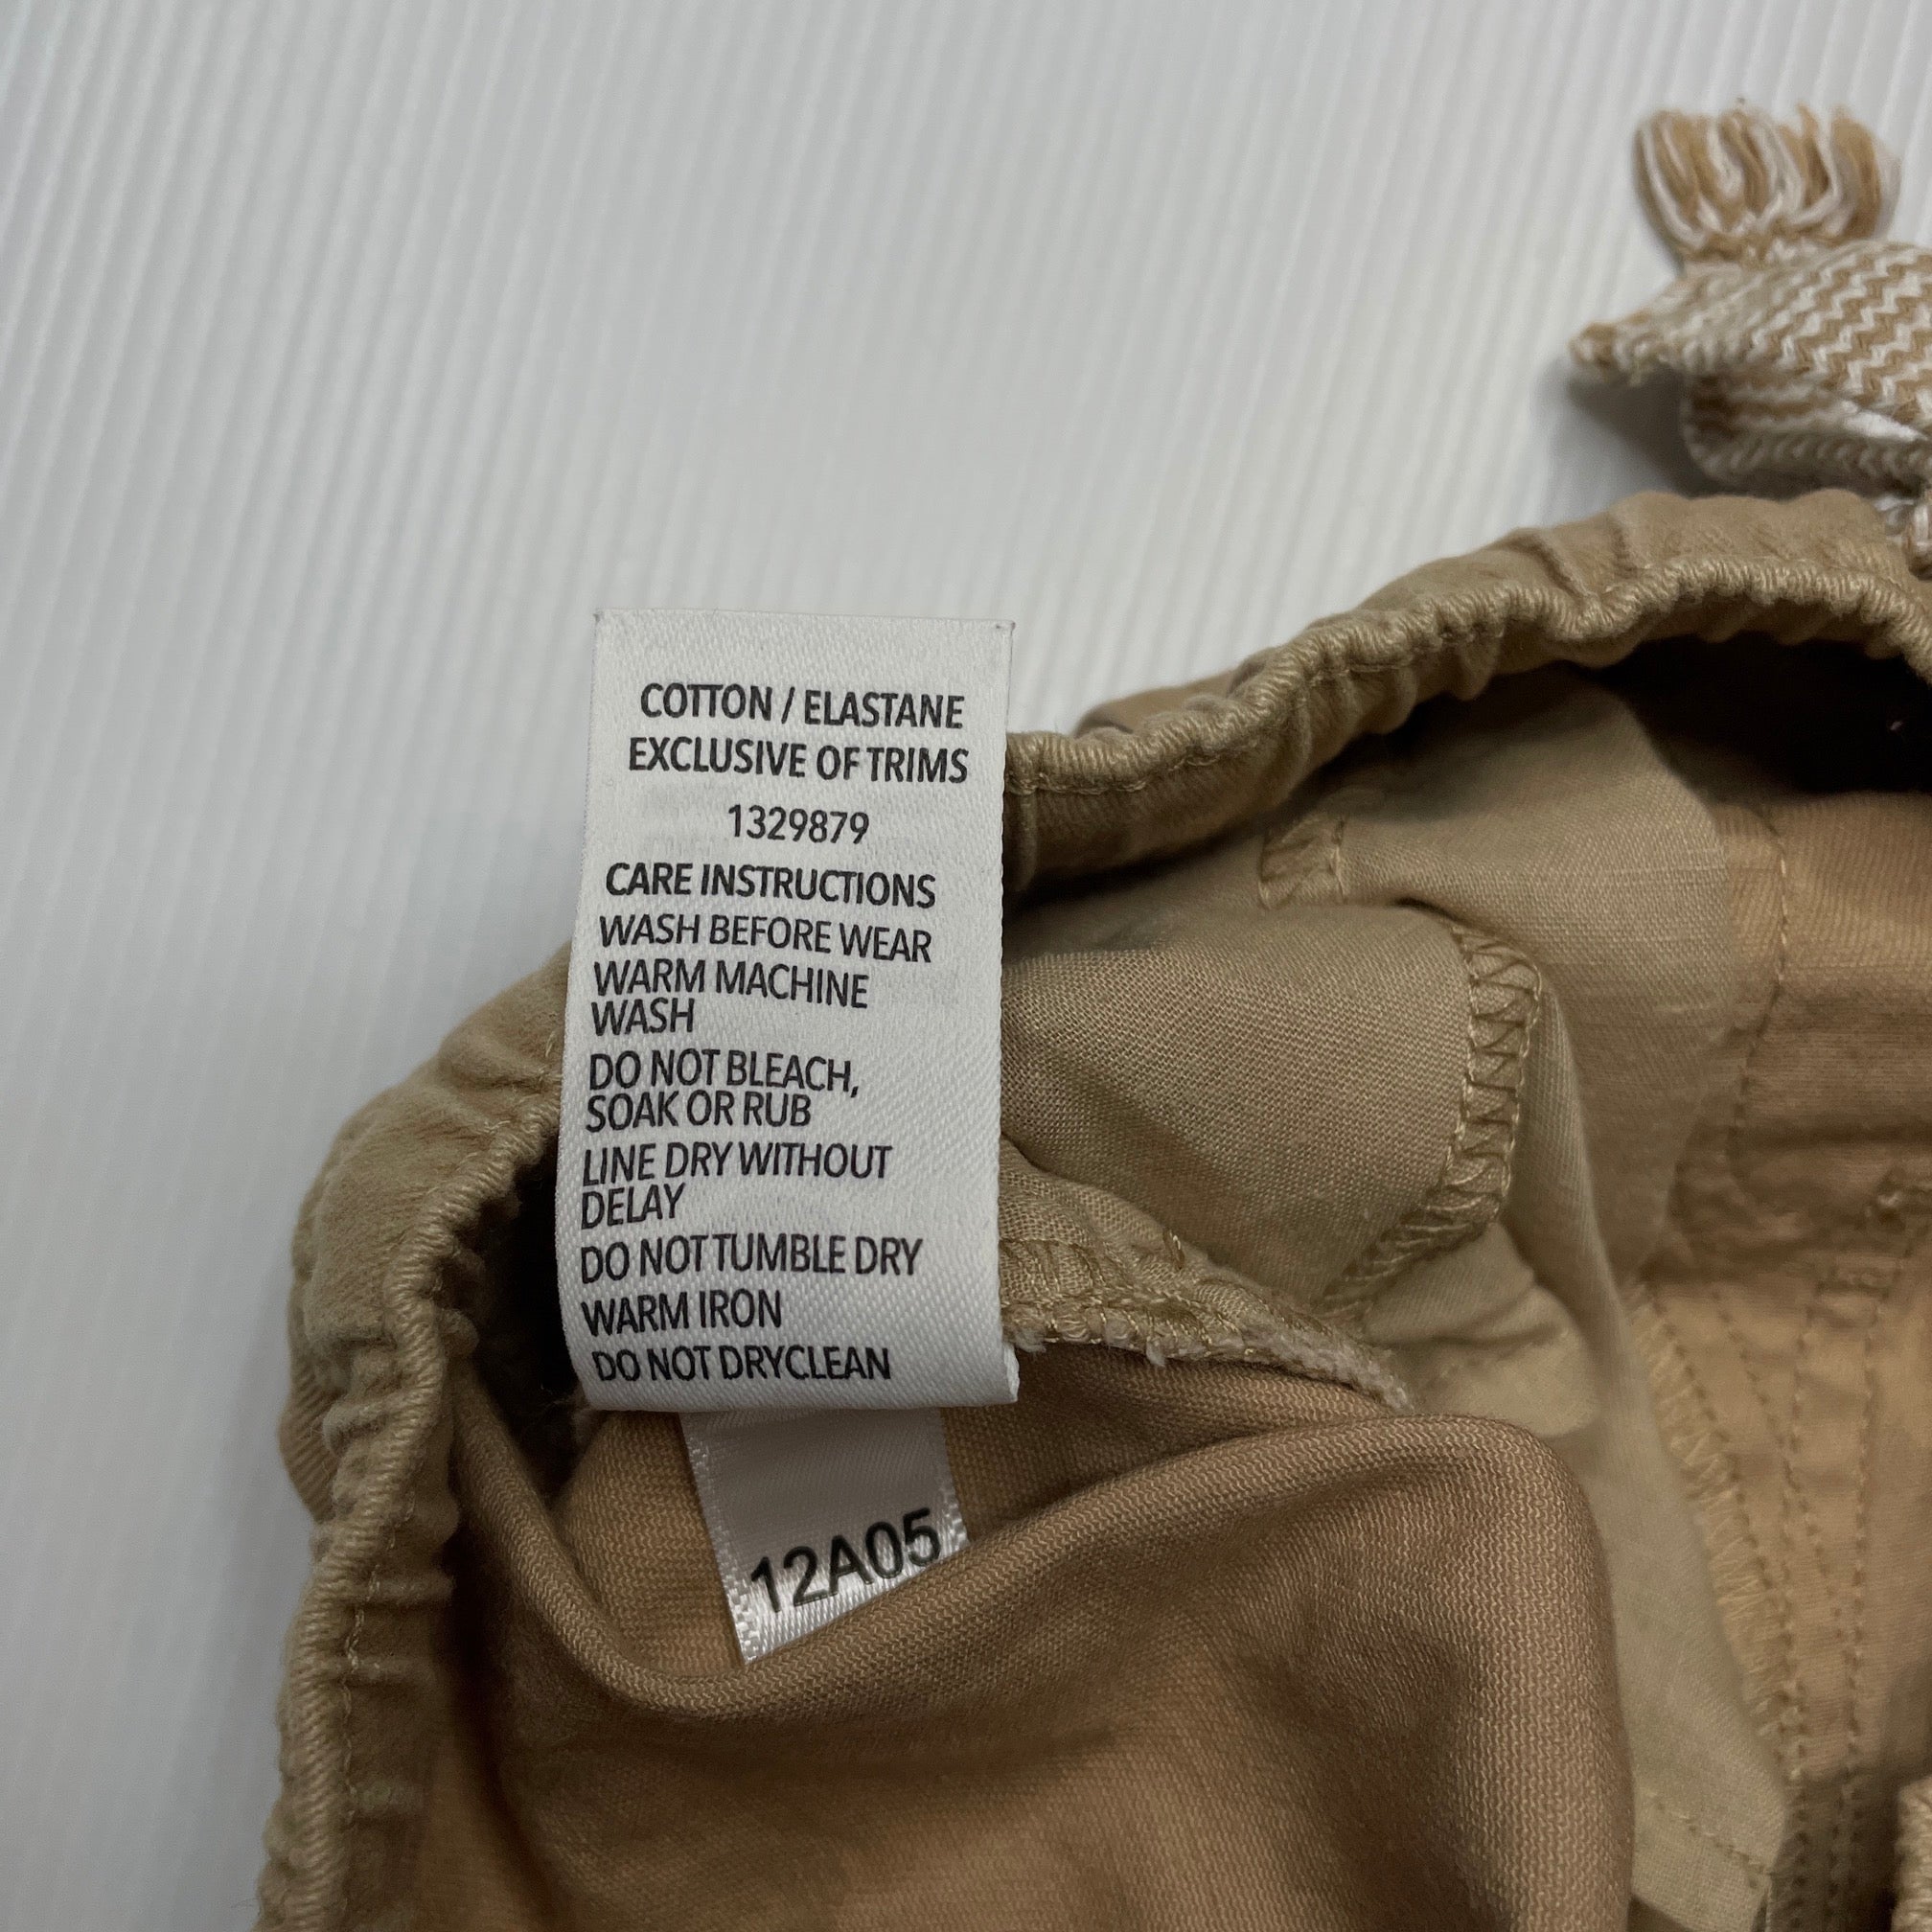 COTTON / ELASTANE
EXCLUSIVE OF TRIMS
1329879
CARE INSTRUCTIONS
WASH BEFORE WEAR
WARM MACHINE
WASH
DO NOT BLEACH,
SOAK OR RUB
LINE DRY WITHOUT
DELAY
DO NOT TUMBLE DRY
WARM IRON
DO NOT DRYCLEAN
12A05